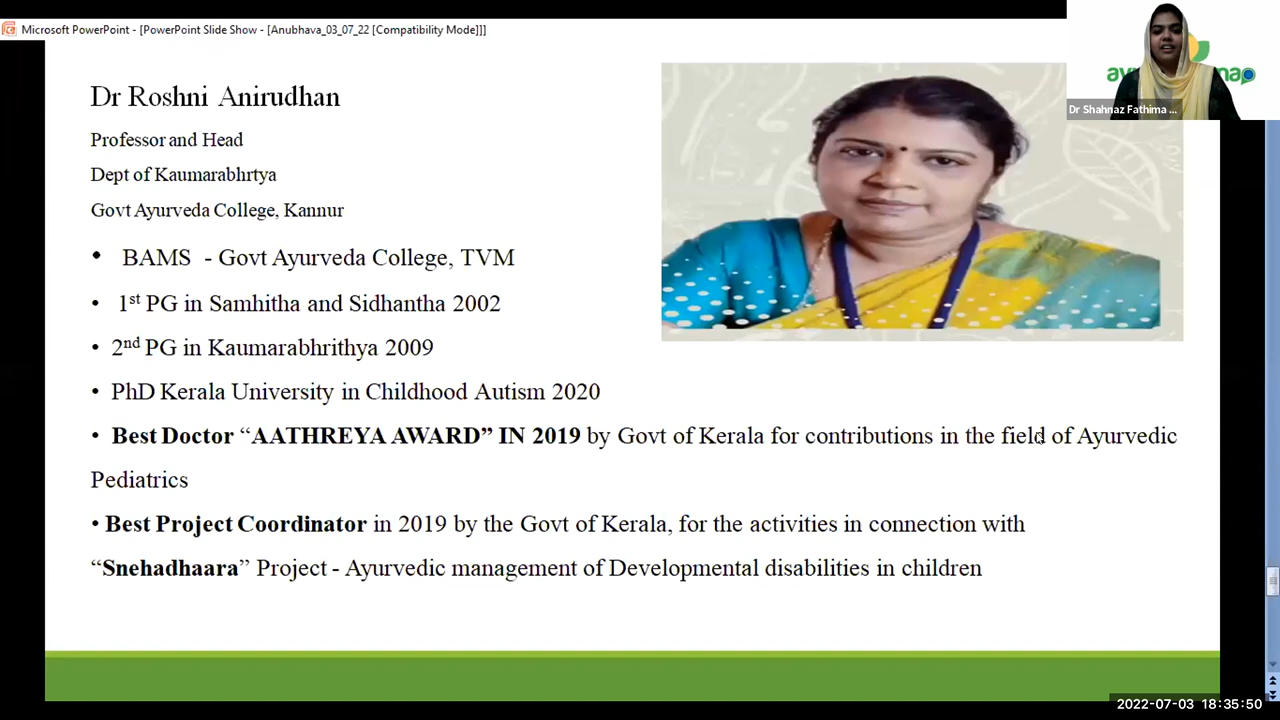 Microsoft PowerPoint - [PowerPoint Slide Show - [Anubhava_03_07_22 [Compatibility Mode]]]
Dr Shahnaz Fathima ...
Dr Roshni Anirudhan
Professor and Head
Dept of Kaumarabhrtya
Govt Ayurveda College, Kannur
• BAMS - Govt Ayurveda College, TVM
• 1st PG in Samhitha and Sidhantha 2002
• 2nd PG in Kaumarabhrithya 2009
• PhD Kerala University in Childhood Autism 2020
• Best Doctor “AATHREYA AWARD” IN 2019 by Govt of Kerala for contributions in the field of Ayurvedic
Pediatrics
• Best Project Coordinator in 2019 by the Govt of Kerala, for the activities in connection with
“Snehadhaara” Project - Ayurvedic management of Developmental disabilities in children
2022-07-03 18:35:50